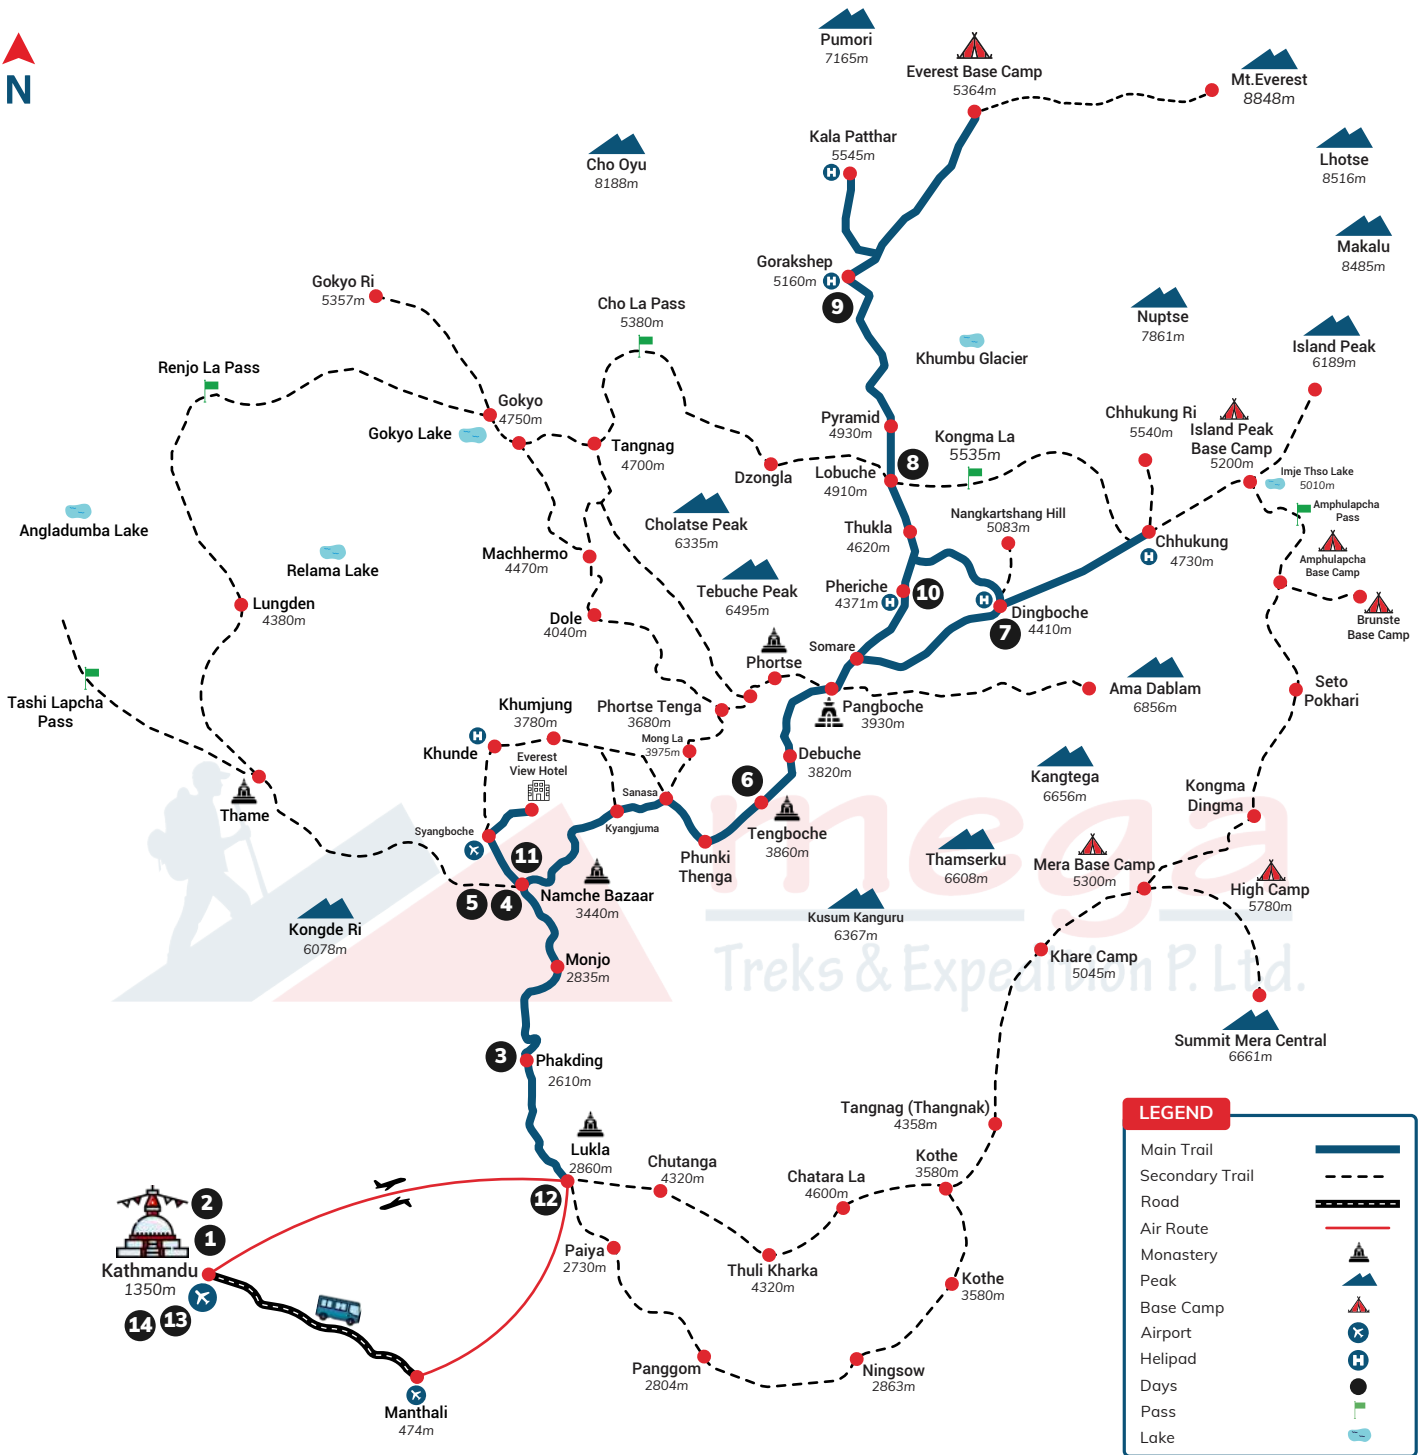 N
Pumori
7165m
Everest Base Camp
5364m
Mt.Everest
8848m
Kala Patthar
5545m
H
Cho Oyu
8188m
Lhotse
8516m
Makalu
8485m
Gorakshep
5160m
H
9
Gokyo Ri
5357m
Cho La Pass
5380m
Nuptse
7861m
Khumbu Glacier
Island Peak
6189m
Renjo La Pass
Gokyo
4750m
Gokyo Lake
Tangnag
4700m
Pyramid
4930m
Kongma La
5535m
Chhukung Ri
5540m
Island Peak
Base Camp
5200m
Dzongla
Lobuche
4910m
8
Imje Thso Lake
5010m
Amphulapcha
Pass
Angladumba Lake
Cholatse Peak
6335m
Thukla
4620m
Nangkartshang Hill
5083m
Chhukung
4730m
H
Amphulapcha
Base Camp
Relama Lake
Machhermo
4470m
Tebuche Peak
6495m
Pheriche
4371m
H
10
H
Dingboche
4410m
7
Lungden
4380m
Dole
4040m
Brunste
Base Camp
Somare
Phortse
Tashi Lapcha
Pass
Khumjung
3780m
Phortse Tenga
3680m
Pangboche
3930m
Ama Dablam
6856m
Seto
Pokhari
H
Khunde
Mong La
3975m
Everest
View Hotel
Debuche
3820m
Kangtega
6656m
6
Sanasa
Kongma
Dingma
Thame
Kyangjuma
Syangboche
Tengboche
3860m
Phunki
Thenga
mega
Treks & Expedition P. Ltd.
Thamserku
6608m
Mera Base Camp
5300m
High Camp
5780m
11
5
4
Namche Bazaar
3440m
Kongde Ri
6078m
Kusum Kanguru
6367m
Monjo
2835m
Khare Camp
5045m
Summit Mera Central
6661m
3
Phakding
2610m
Tangnag (Thangnak)
4358m
Lukla
2860m
12
Chutanga
4320m
Chatara La
4600m
Kothe
3580m
2
1
Kathmandu
1350m
14
13
Paiya
2730m
Thuli Kharka
4320m
Kothe
3580m
Panggom
2804m
Ningsow
2863m
Manthali
474m
LEGEND
Main Trail
Secondary Trail
Road
Air Route
Monastery
Peak
Base Camp
Airport
Helipad
H
Days
Pass
Lake